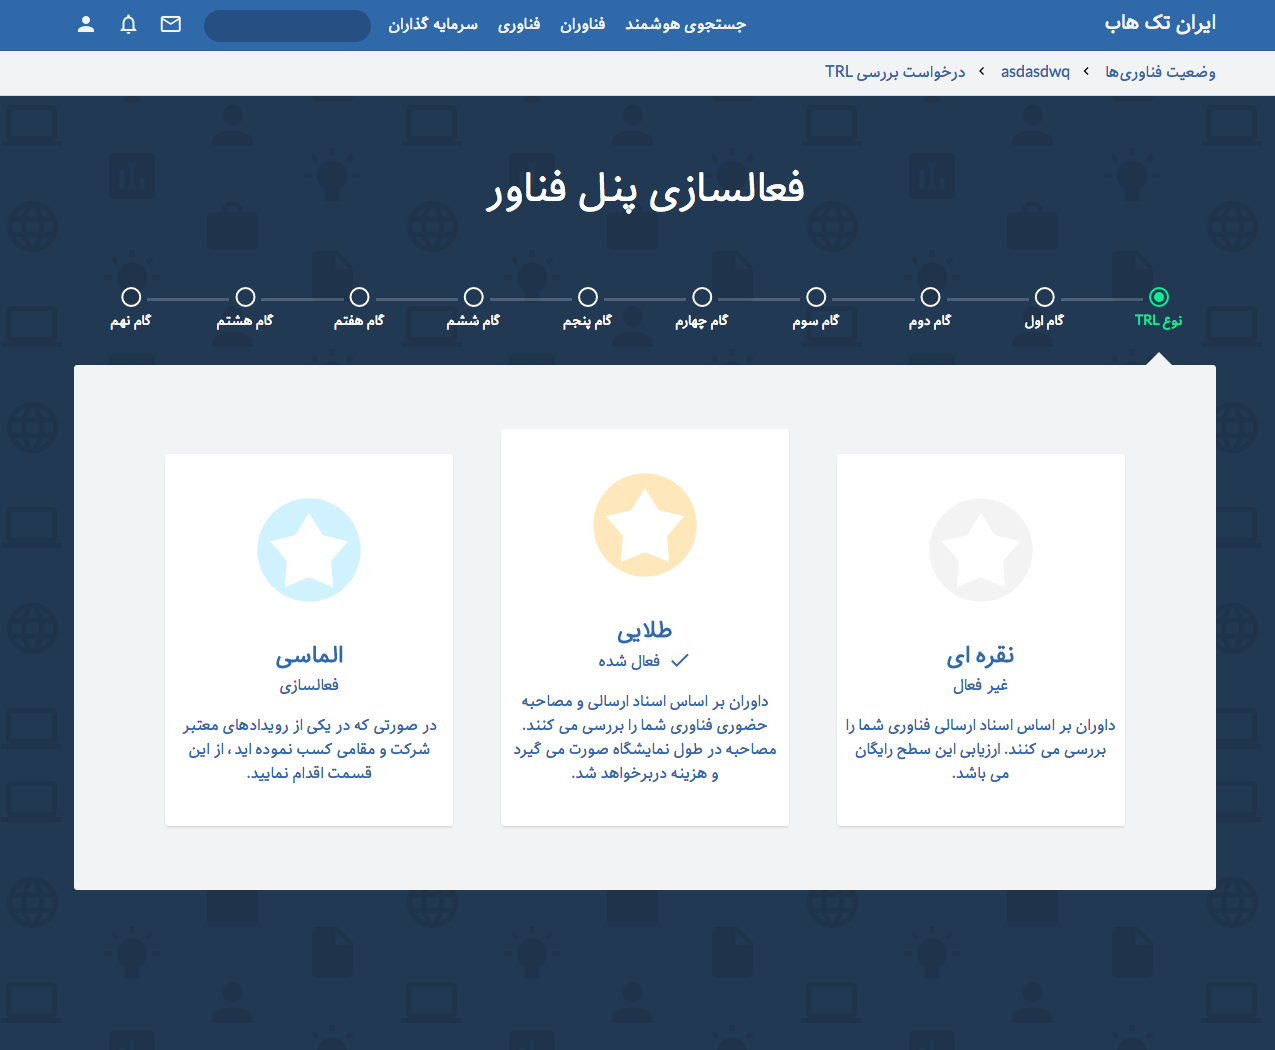 ایران تک هاب
جستجوی هوشمند
فناوران
فناوری
سرمایه گذاران
وضعیت فناوری‌ها
asdasdwq
درخواست بررسی TRL
فعالسازی پنل فناور
نوع TRL
گام اول
گام دوم
گام سوم
گام چهارم
گام پنجم
گام ششم
گام هفتم
گام هشتم
گام نهم
نقره ای
غیر فعال
داوران بر اساس اسناد ارسالی فناوری شما را
بررسی می کنند. ارزیابی این سطح رایگان
می باشد.
طلایی
فعال شده
داوران بر اساس اسناد ارسالی و مصاحبه
حضوری فناوری شما را بررسی می کنند.
مصاحبه در طول نمایشگاه صورت می گیرد
و هزینه دربرخواهد شد.
الماسی
فعالسازی
در صورتی که در یکی از رویدادهای معتبر
شرکت و مقامی کسب نموده اید ، از این
قسمت اقدام نمایید.